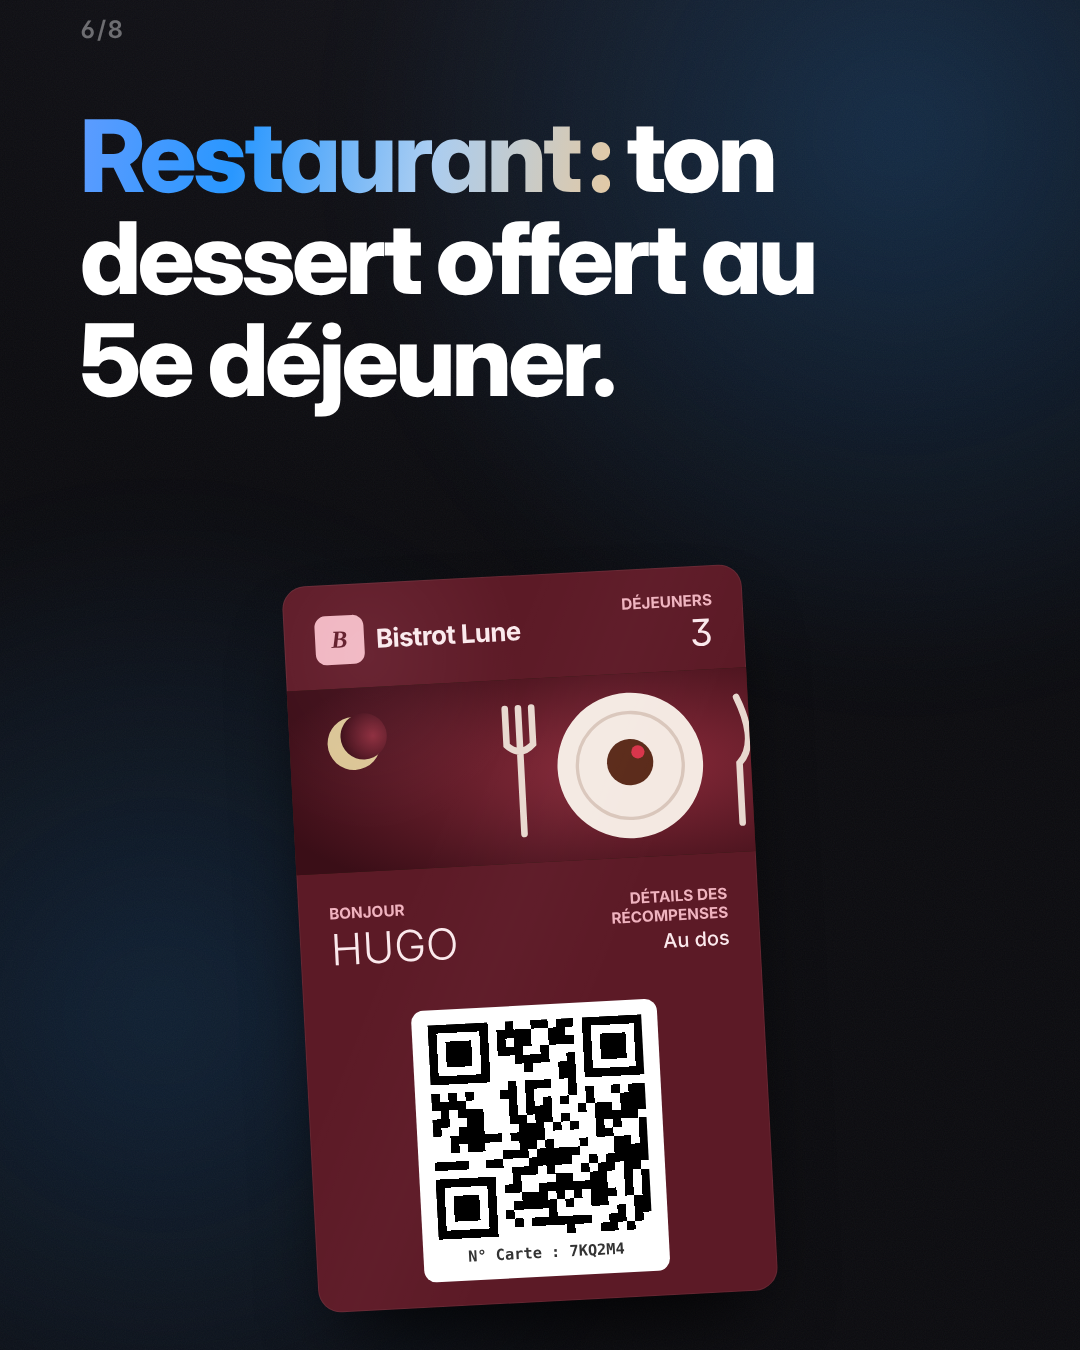 6/8
Restaurant : ton
dessert offert au
5e déjeuner.
B
Bistrot Lune
DÉJEUNERS
3
BONJOUR
HUGO
DÉTAILS DES
RÉCOMPENSES
Au dos
N° Carte : 7KQ2M4